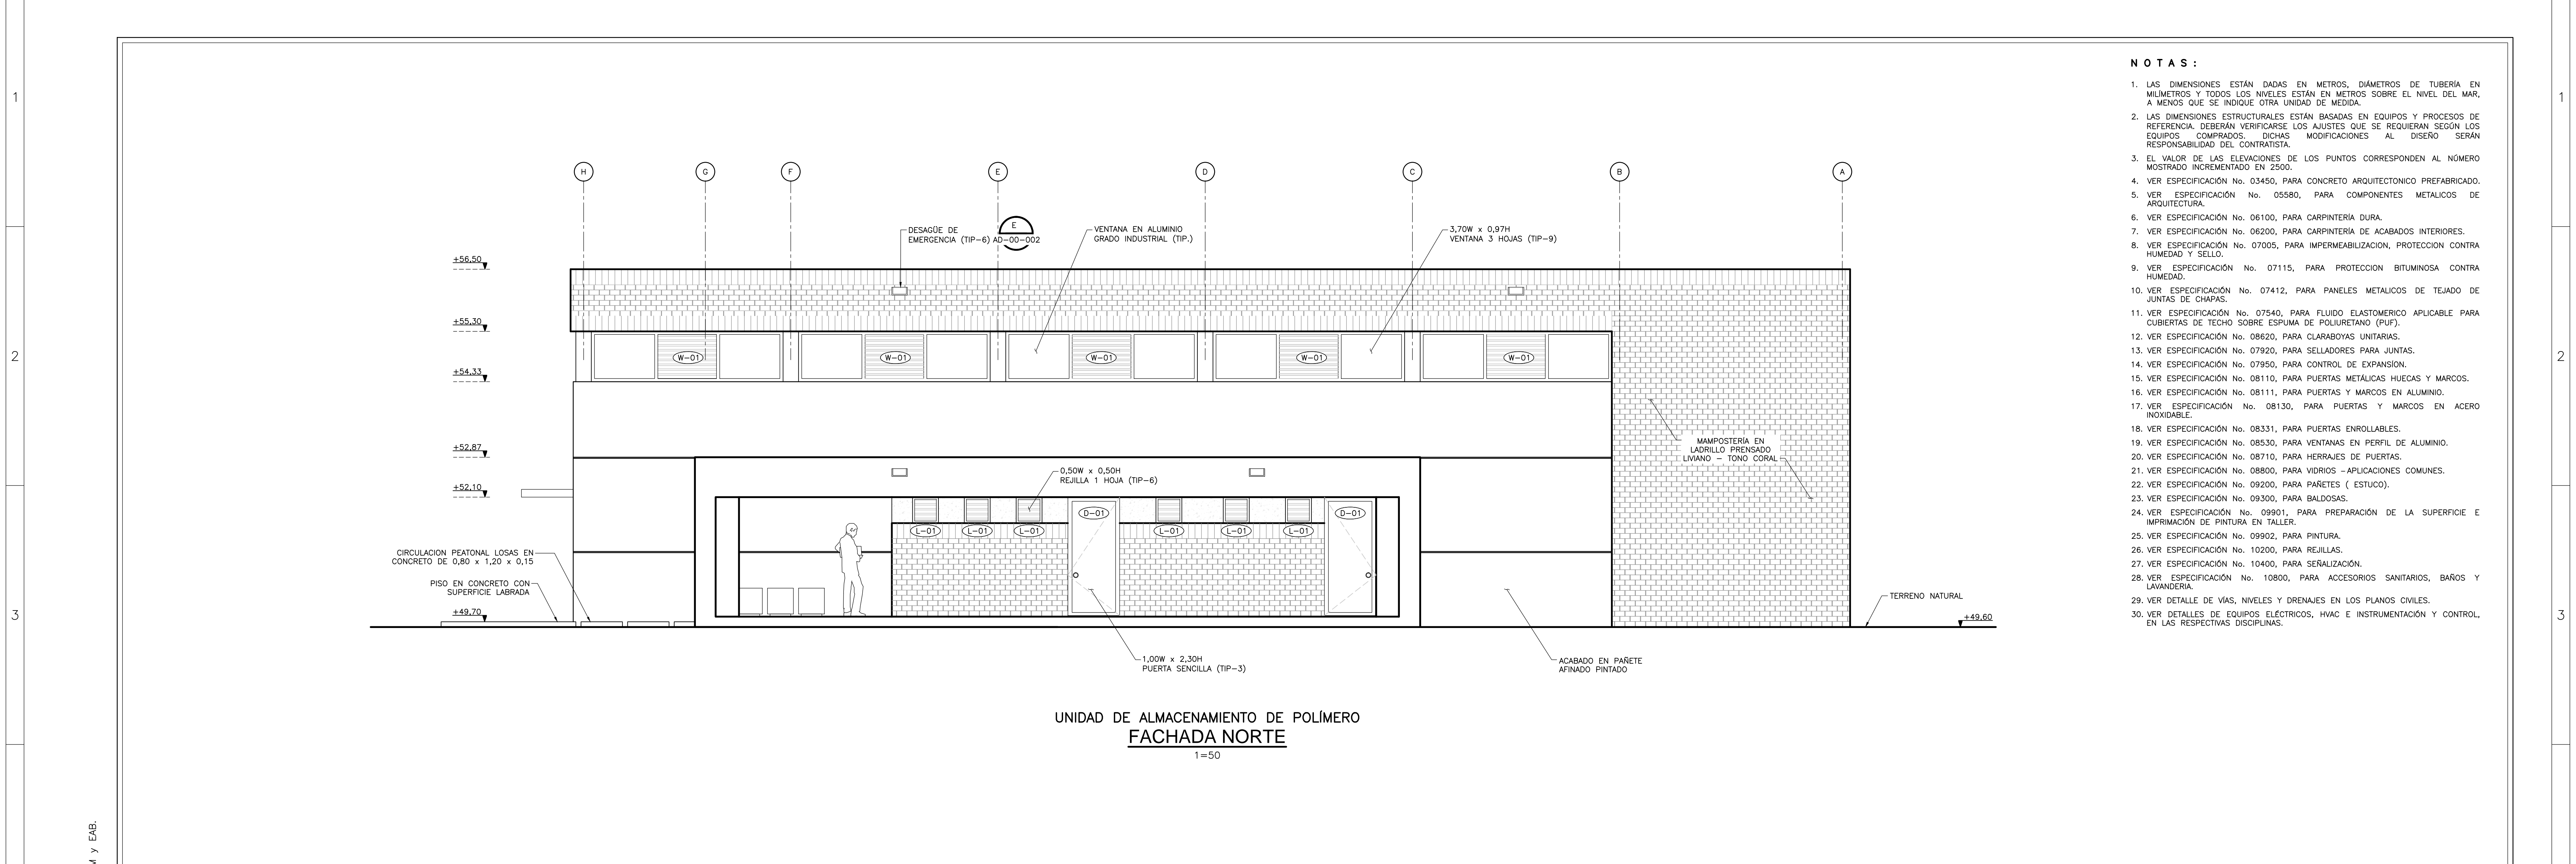 1
1
2
2
3
3
H
G
F
E
D
C
B
A
DESAGÜE DE
EMERGENCIA (TIP-6)
E
AD-00-002
VENTANA EN ALUMINIO
GRADO INDUSTRIAL (TIP.)
3,70W x 0,97H
VENTANA 3 HOJAS (TIP-9)
+56,50
+55,30
W-01
W-01
W-01
W-01
W-01
+54,33
+52,87
MAMPOSTERÍA EN
LADRILLO PRENSADO
LIVIANO - TONO CORAL
0,50W x 0,50H
REJILLA 1 HOJA (TIP-6)
+52,10
D-01
D-01
L-01
L-01
L-01
L-01
L-01
L-01
CIRCULACION PEATONAL LOSAS EN
CONCRETO DE 0,80 x 1,20 x 0,15
PISO EN CONCRETO CON
SUPERFICIE LABRADA
+49,70
TERRENO NATURAL
+49,60
1,00W x 2,30H
PUERTA SENCILLA (TIP-3)
ACABADO EN PAÑETE
AFINADO PINTADO
UNIDAD DE ALMACENAMIENTO DE POLÍMERO
FACHADA NORTE
1=50
NOTAS:
1. LAS DIMENSIONES ESTÁN DADAS EN METROS, DIÁMETROS DE TUBERÍA EN
MILÍMETROS Y TODOS LOS NIVELES ESTÁN EN METROS SOBRE EL NIVEL DEL MAR,
A MENOS QUE SE INDIQUE OTRA UNIDAD DE MEDIDA.
2. LAS DIMENSIONES ESTRUCTURALES ESTÁN BASADAS EN EQUIPOS Y PROCESOS DE
REFERENCIA. DEBERÁN VERIFICARSE LOS AJUSTES QUE SE REQUIERAN SEGÚN LOS
EQUIPOS COMPRADOS. DICHAS MODIFICACIONES AL DISEÑO SERÁN
RESPONSABILIDAD DEL CONTRATISTA.
3. EL VALOR DE LAS ELEVACIONES DE LOS PUNTOS CORRESPONDEN AL NÚMERO
MOSTRADO INCREMENTADO EN 2500.
4. VER ESPECIFICACIÓN No. 03450, PARA CONCRETO ARQUITECTONICO PREFABRICADO.
5. VER ESPECIFICACIÓN No. 05580, PARA COMPONENTES METALICOS DE
ARQUITECTURA.
6. VER ESPECIFICACIÓN No. 06100, PARA CARPINTERÍA DURA.
7. VER ESPECIFICACIÓN No. 06200, PARA CARPINTERÍA DE ACABADOS INTERIORES.
8. VER ESPECIFICACIÓN No. 07005, PARA IMPERMEABILIZACION, PROTECCION CONTRA
HUMEDAD Y SELLO.
9. VER ESPECIFICACIÓN No. 07115, PARA PROTECCION BITUMINOSA CONTRA
HUMEDAD.
10. VER ESPECIFICACIÓN No. 07412, PARA PANELES METALICOS DE TEJADO DE
JUNTAS DE CHAPAS.
11. VER ESPECIFICACIÓN No. 07540, PARA FLUIDO ELASTOMERICO APLICABLE PARA
CUBIERTAS DE TECHO SOBRE ESPUMA DE POLIURETANO (PUF).
12. VER ESPECIFICACIÓN No. 08620, PARA CLARABOYAS UNITARIAS.
13. VER ESPECIFICACIÓN No. 07920, PARA SELLADORES PARA JUNTAS.
14. VER ESPECIFICACIÓN No. 07950, PARA CONTROL DE EXPANSÍON.
15. VER ESPECIFICACIÓN No. 08110, PARA PUERTAS METÁLICAS HUECAS Y MARCOS.
16. VER ESPECIFICACIÓN No. 08111, PARA PUERTAS Y MARCOS EN ALUMINIO.
17. VER ESPECIFICACIÓN No. 08130, PARA PUERTAS Y MARCOS EN ACERO
INOXIDABLE.
18. VER ESPECIFICACIÓN No. 08331, PARA PUERTAS ENROLLABLES.
19. VER ESPECIFICACIÓN No. 08530, PARA VENTANAS EN PERFIL DE ALUMINIO.
20. VER ESPECIFICACIÓN No. 08710, PARA HERRAJES DE PUERTAS.
21. VER ESPECIFICACIÓN No. 08800, PARA VIDRIOS -APLICACIONES COMUNES.
22. VER ESPECIFICACIÓN No. 09200, PARA PAÑETES ( ESTUCO).
23. VER ESPECIFICACIÓN No. 09300, PARA BALDOSAS.
24. VER ESPECIFICACIÓN No. 09901, PARA PREPARACIÓN DE LA SUPERFICIE E
IMPRIMACIÓN DE PINTURA EN TALLER.
25. VER ESPECIFICACIÓN No. 09902, PARA PINTURA.
26. VER ESPECIFICACIÓN No. 10200, PARA REJILLAS.
27. VER ESPECIFICACIÓN No. 10400, PARA SEÑALIZACIÓN.
28. VER ESPECIFICACIÓN No. 10800, PARA ACCESORIOS SANITARIOS, BAÑOS Y
LAVANDERIA.
29. VER DETALLE DE VÍAS, NIVELES Y DRENAJES EN LOS PLANOS CIVILES.
30. VER DETALLES DE EQUIPOS ELÉCTRICOS, HVAC E INSTRUMENTACIÓN Y CONTROL,
EN LAS RESPECTIVAS DISCIPLINAS.
y EAB.